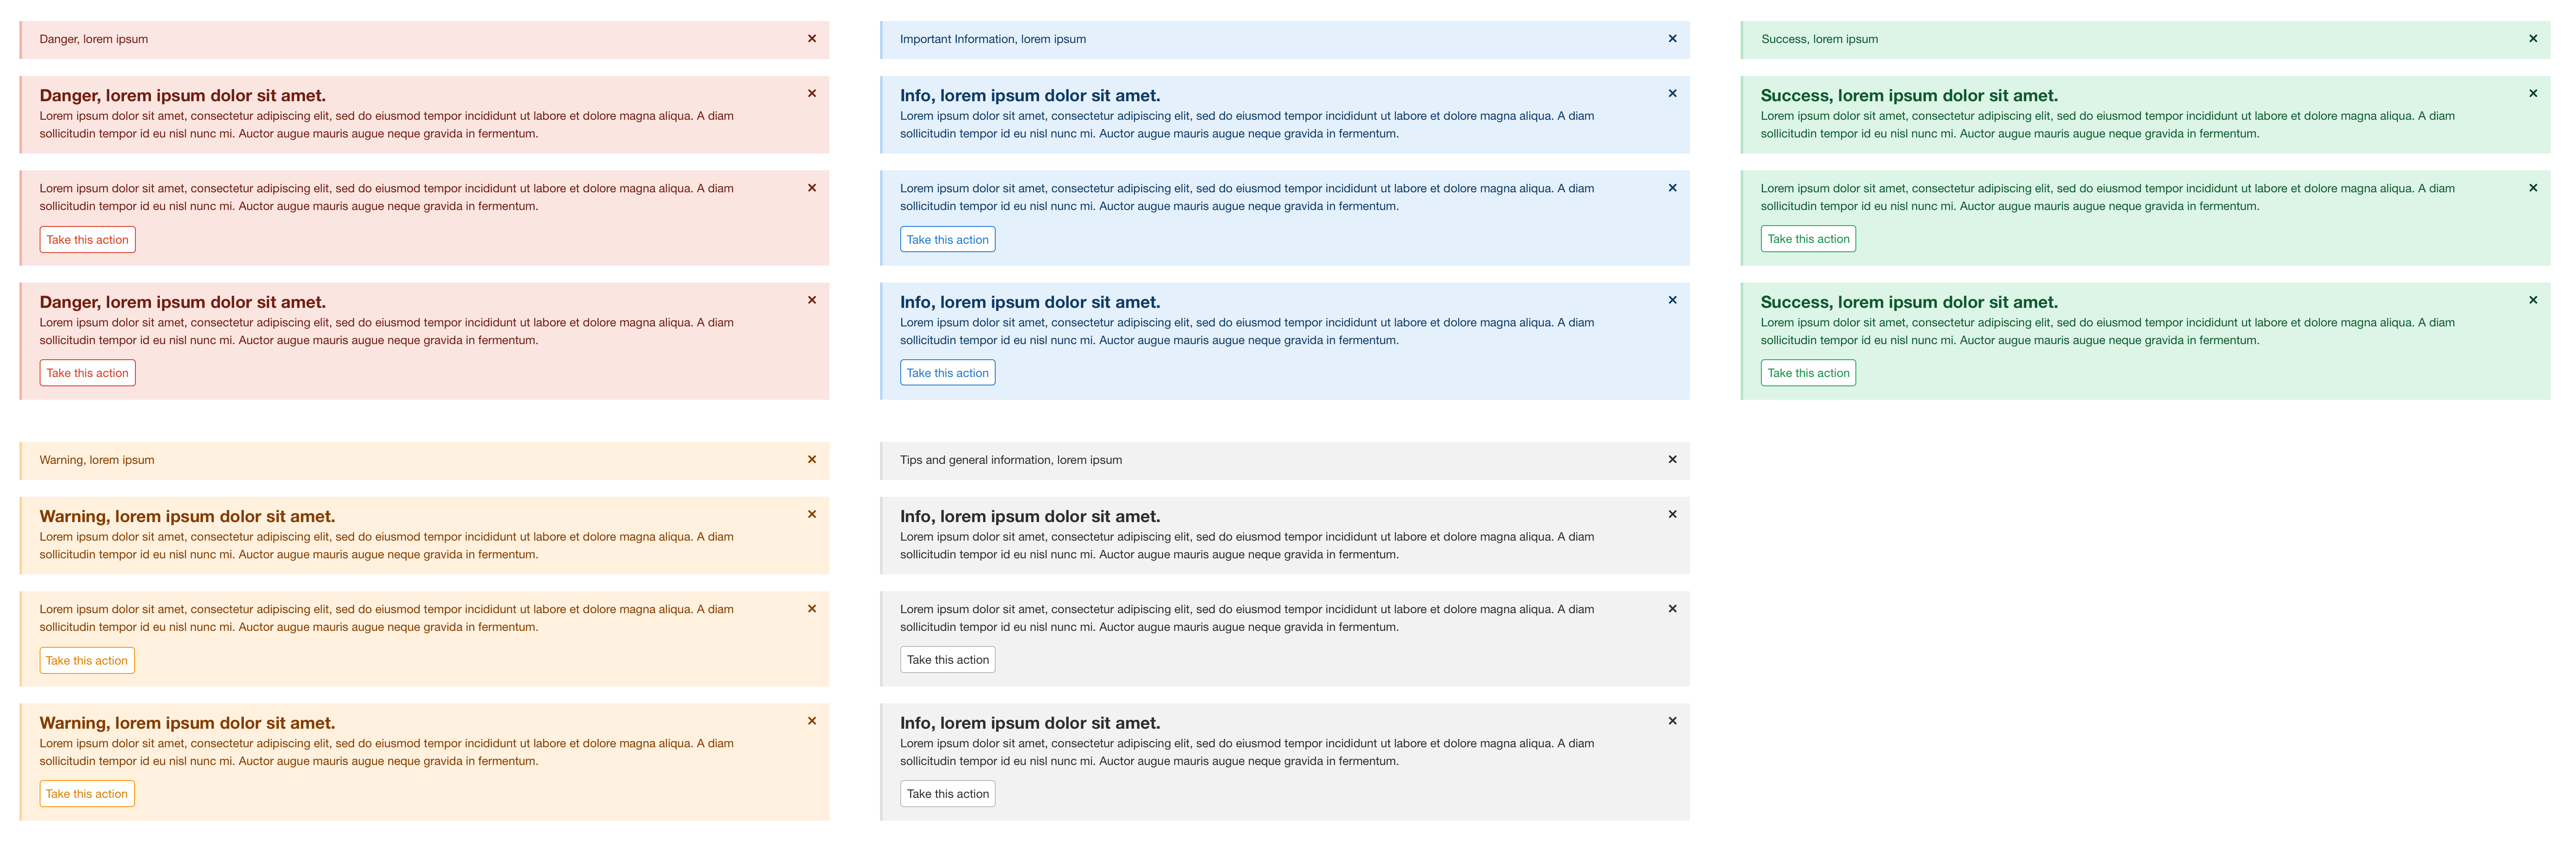 Danger, lorem ipsum
Danger, lorem ipsum dolor sit amet.
Lorem ipsum dolor sit amet, consectetur adipiscing elit, sed do eiusmod tempor incididunt ut labore et dolore magna aliqua. A diam
sollicitudin tempor id eu nisl nunc mi. Auctor augue mauris augue neque gravida in fermentum.
Lorem ipsum dolor sit amet, consectetur adipiscing elit, sed do eiusmod tempor incididunt ut labore et dolore magna aliqua. A diam
sollicitudin tempor id eu nisl nunc mi. Auctor augue mauris augue neque gravida in fermentum.
Take this action
Danger, lorem ipsum dolor sit amet.
Lorem ipsum dolor sit amet, consectetur adipiscing elit, sed do eiusmod tempor incididunt ut labore et dolore magna aliqua. A diam
sollicitudin tempor id eu nisl nunc mi. Auctor augue mauris augue neque gravida in fermentum.
Take this action
Important Information, lorem ipsum
Info, lorem ipsum dolor sit amet.
Lorem ipsum dolor sit amet, consectetur adipiscing elit, sed do eiusmod tempor incididunt ut labore et dolore magna aliqua. A diam
sollicitudin tempor id eu nisl nunc mi. Auctor augue mauris augue neque gravida in fermentum.
Lorem ipsum dolor sit amet, consectetur adipiscing elit, sed do eiusmod tempor incididunt ut labore et dolore magna aliqua. A diam
sollicitudin tempor id eu nisl nunc mi. Auctor augue mauris augue neque gravida in fermentum.
Take this action
Info, lorem ipsum dolor sit amet.
Lorem ipsum dolor sit amet, consectetur adipiscing elit, sed do eiusmod tempor incididunt ut labore et dolore magna aliqua. A diam
sollicitudin tempor id eu nisl nunc mi. Auctor augue mauris augue neque gravida in fermentum.
Take this action
Success, lorem ipsum
Success, lorem ipsum dolor sit amet.
Lorem ipsum dolor sit amet, consectetur adipiscing elit, sed do eiusmod tempor incididunt ut labore et dolore magna aliqua. A diam
sollicitudin tempor id eu nisl nunc mi. Auctor augue mauris augue neque gravida in fermentum.
Lorem ipsum dolor sit amet, consectetur adipiscing elit, sed do eiusmod tempor incididunt ut labore et dolore magna aliqua. A diam
sollicitudin tempor id eu nisl nunc mi. Auctor augue mauris augue neque gravida in fermentum.
Take this action
Success, lorem ipsum dolor sit amet.
Lorem ipsum dolor sit amet, consectetur adipiscing elit, sed do eiusmod tempor incididunt ut labore et dolore magna aliqua. A diam
sollicitudin tempor id eu nisl nunc mi. Auctor augue mauris augue neque gravida in fermentum.
Take this action
Warning, lorem ipsum
Warning, lorem ipsum dolor sit amet.
Lorem ipsum dolor sit amet, consectetur adipiscing elit, sed do eiusmod tempor incididunt ut labore et dolore magna aliqua. A diam
sollicitudin tempor id eu nisl nunc mi. Auctor augue mauris augue neque gravida in fermentum.
Lorem ipsum dolor sit amet, consectetur adipiscing elit, sed do eiusmod tempor incididunt ut labore et dolore magna aliqua. A diam
sollicitudin tempor id eu nisl nunc mi. Auctor augue mauris augue neque gravida in fermentum.
Take this action
Warning, lorem ipsum dolor sit amet.
Lorem ipsum dolor sit amet, consectetur adipiscing elit, sed do eiusmod tempor incididunt ut labore et dolore magna aliqua. A diam
sollicitudin tempor id eu nisl nunc mi. Auctor augue mauris augue neque gravida in fermentum.
Take this action
Tips and general information, lorem ipsum
Info, lorem ipsum dolor sit amet.
Lorem ipsum dolor sit amet, consectetur adipiscing elit, sed do eiusmod tempor incididunt ut labore et dolore magna aliqua. A diam
sollicitudin tempor id eu nisl nunc mi. Auctor augue mauris augue neque gravida in fermentum.
Lorem ipsum dolor sit amet, consectetur adipiscing elit, sed do eiusmod tempor incididunt ut labore et dolore magna aliqua. A diam
sollicitudin tempor id eu nisl nunc mi. Auctor augue mauris augue neque gravida in fermentum.
Take this action
Info, lorem ipsum dolor sit amet.
Lorem ipsum dolor sit amet, consectetur adipiscing elit, sed do eiusmod tempor incididunt ut labore et dolore magna aliqua. A diam
sollicitudin tempor id eu nisl nunc mi. Auctor augue mauris augue neque gravida in fermentum.
Take this action